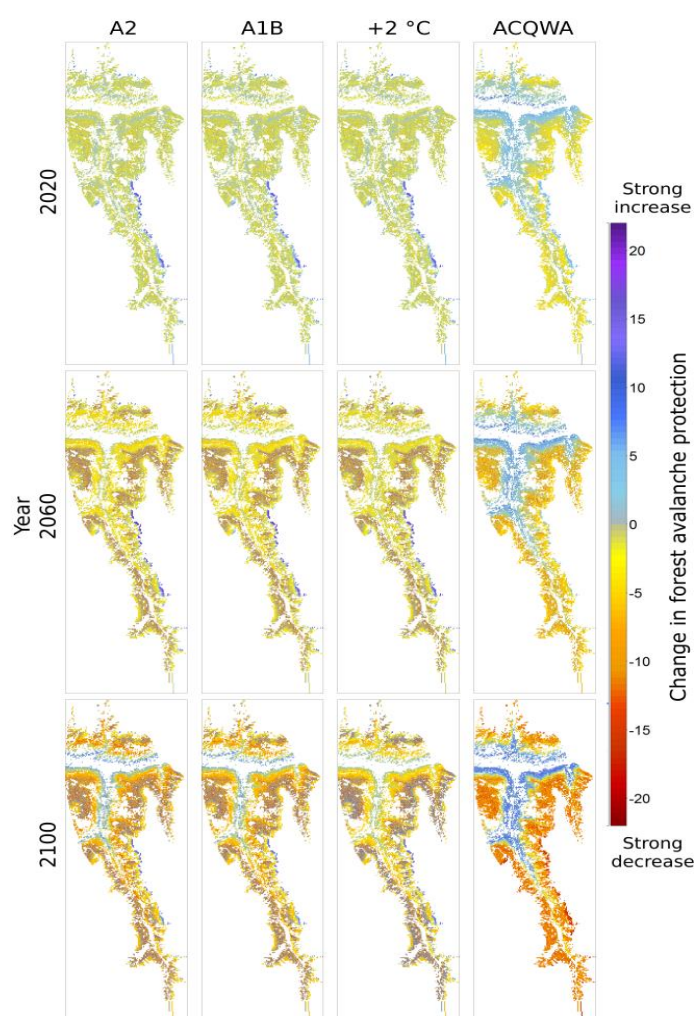 A2 A1B +2 °C ACQWA
2020
Year
2060
2100
Strong
increase
20
15
10
5
0
-5
-10
-15
-20
Change in forest avalanche protection
Strong
decrease